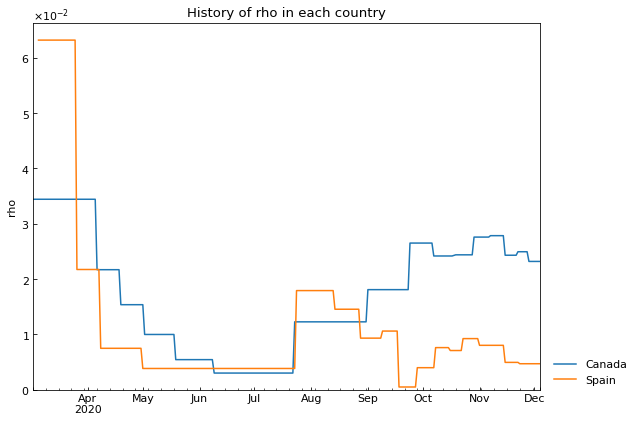 History of rho in each country
×10⁻²
6
5
4
3
2
1
0
rho
Apr May Jun Jul Aug Sep Oct Nov Dec
2020
Canada
Spain